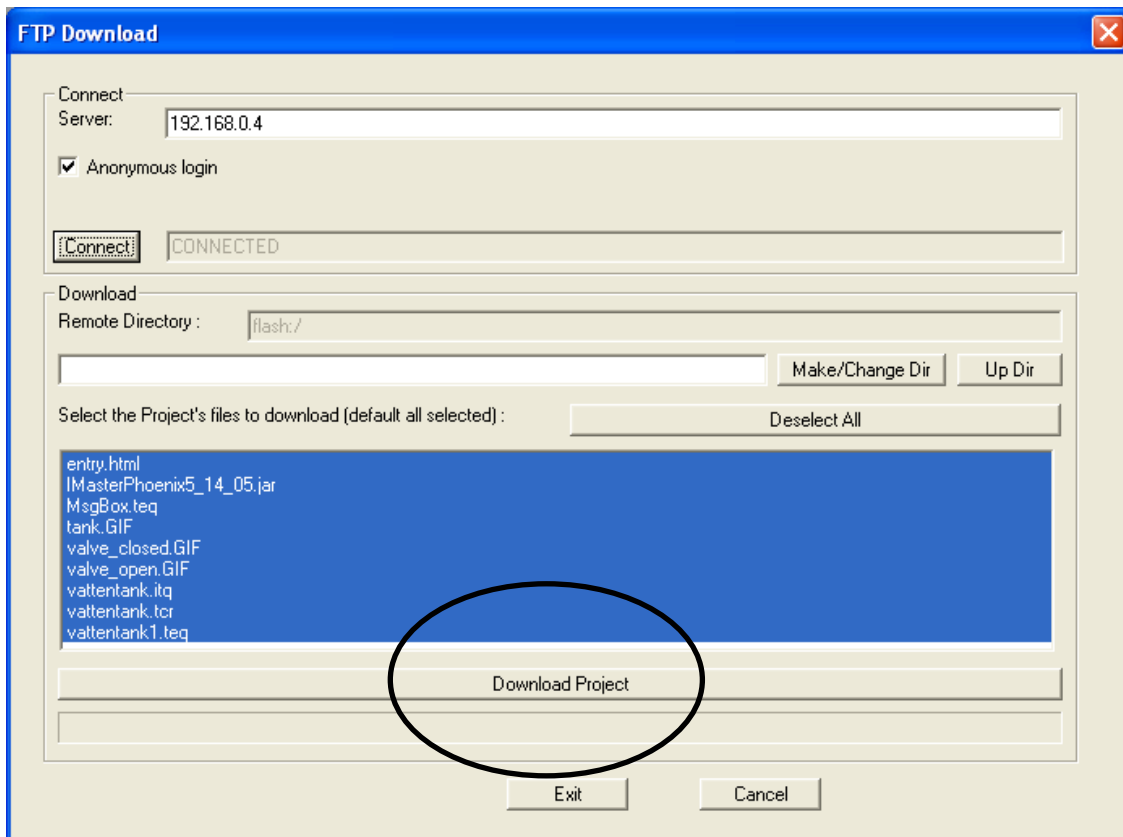 FTP Download
Connect
Server: 192.168.0.4
Anonymous login
Connect CONNECTED
Download
Remote Directory : flash:/
Make/Change Dir Up Dir
Select the Project's files to download (default all selected) : Deselect All
entry.html
IMasterPhoenix5_14_05.jar
MsgBox.teq
tank.GIF
valve_closed.GIF
valve_open.GIF
vattentank.itq
vattentank.tcr
vattentank1.teq
Download Project
Exit Cancel